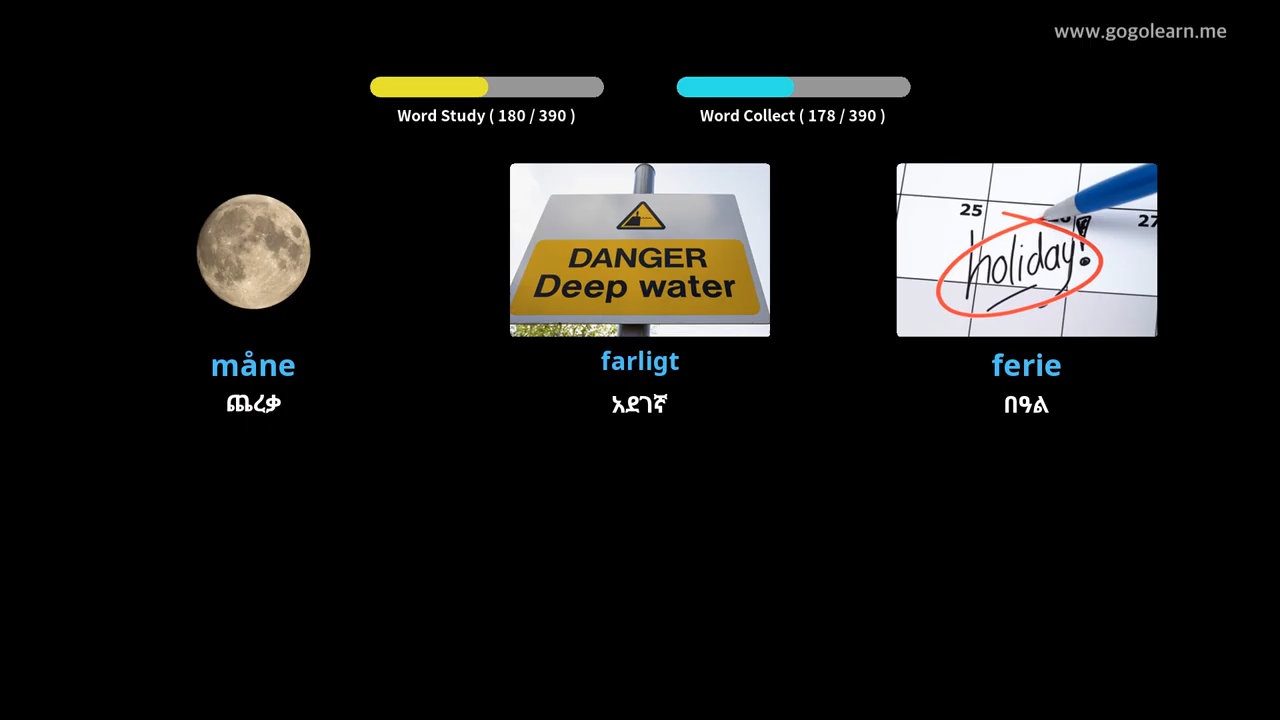 www.gogolearn.me
Word Study ( 180 / 390 )
Word Collect ( 178 / 390 )
DANGER
Deep water
25
27
holiday!
måne
farligt
ferie
ጨረቃ
አደገኛ
በዓል